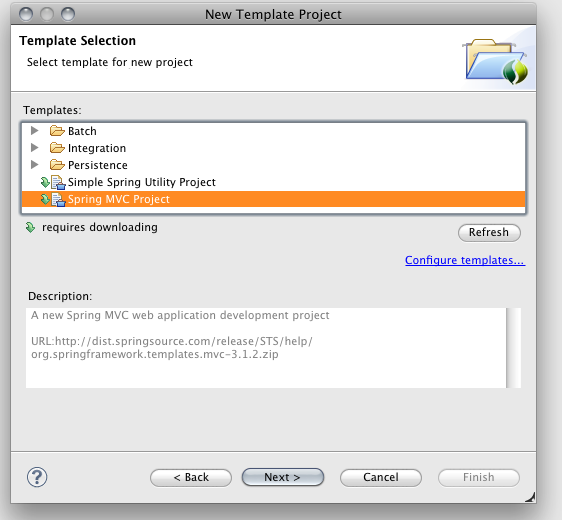 New Template Project
Template Selection
Select template for new project
Templates:
Batch
Integration
Persistence
Simple Spring Utility Project
Spring MVC Project
requires downloading
Refresh
Configure templates...
Description:
A new Spring MVC web application development project
URL:http://dist.springsource.com/release/STS/help/
org.springframework.templates.mvc-3.1.2.zip
?
< Back
Next >
Cancel
Finish